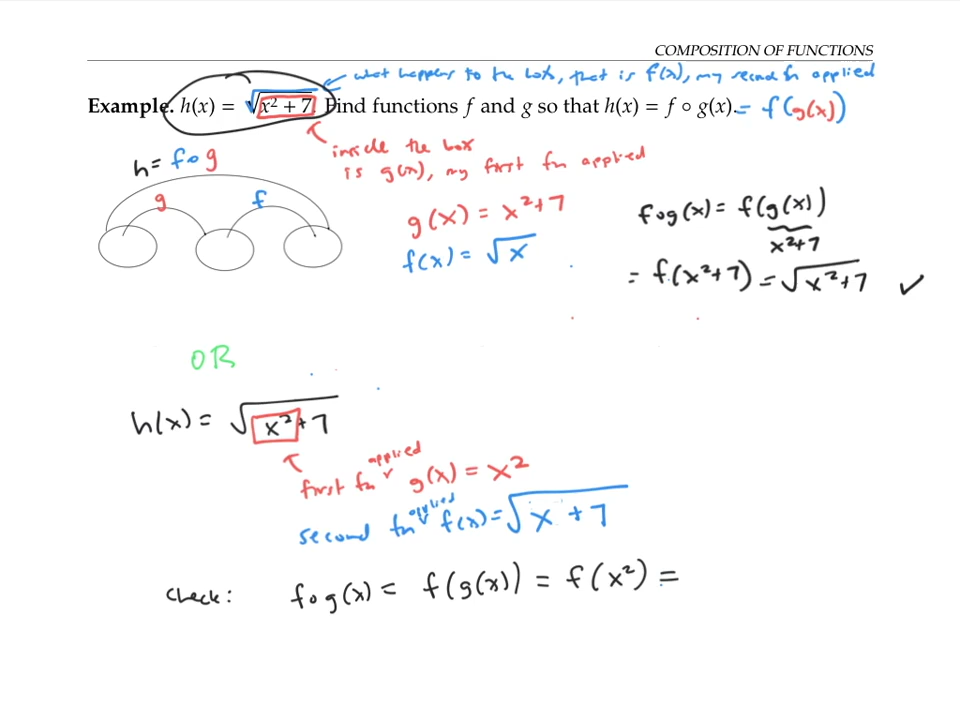 COMPOSITION OF FUNCTIONS
what happens to the box, that is f(x), my second fn applied
Example. h(x) = √(x² + 7) Find functions f and g so that h(x) = f ∘ g(x). = f(g(x))
inside the box
is g(x), my first fn applied
h = f∘g
g f
g(x) = x²+7
f(x) = √x
f∘g(x) = f(g(x))
x²+7
= f(x²+7) = √(x²+7) ✓
OR
h(x) = √(x²+7)
first fn applied g(x) = x²
second fn applied f(x) = √(x +7)
check: f∘g(x) = f(g(x)) = f(x²) =